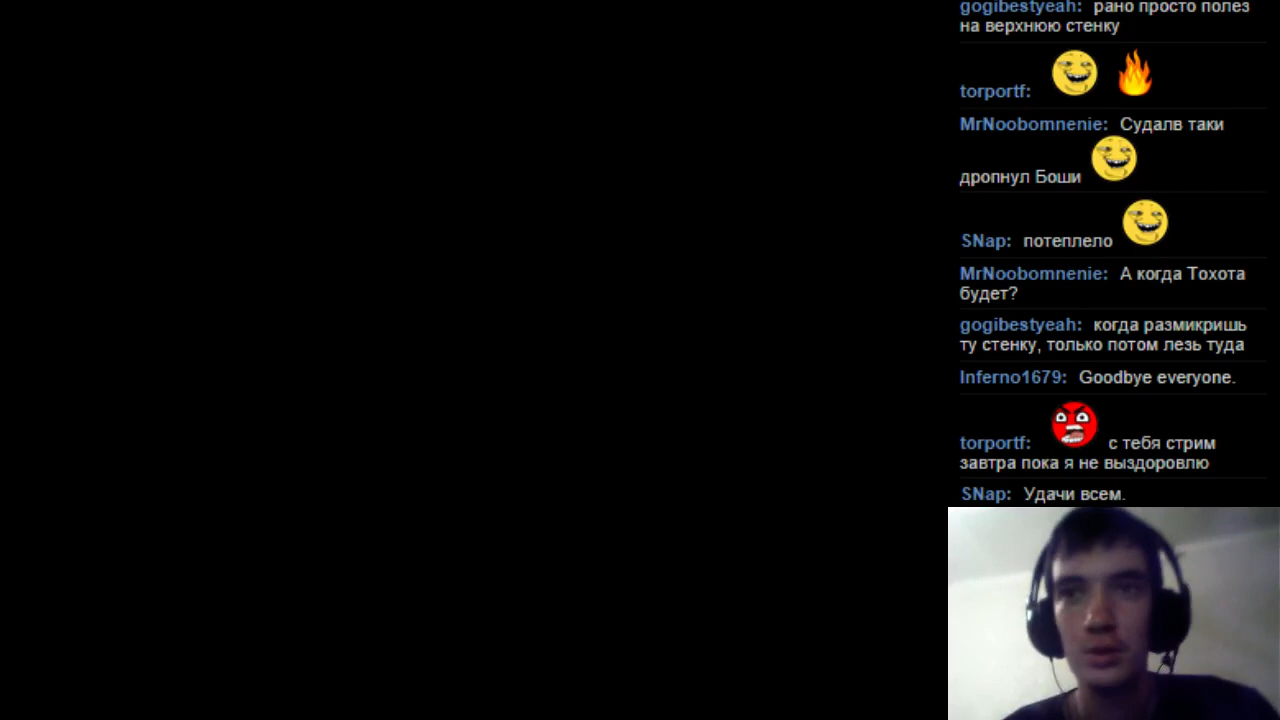 gogibestyeah: рано просто полез
на верхнюю стенку
torportf:
MrNoobomnenie: Судалв таки
дропнул Боши
SNap: потеплело
MrNoobomnenie: А когда Тохота
будет?
gogibestyeah: когда размикришь
ту стенку, только потом лезь туда
Inferno1679: Goodbye everyone.
torportf: с тебя стрим
завтра пока я не выздоровлю
SNap: Удачи всем.